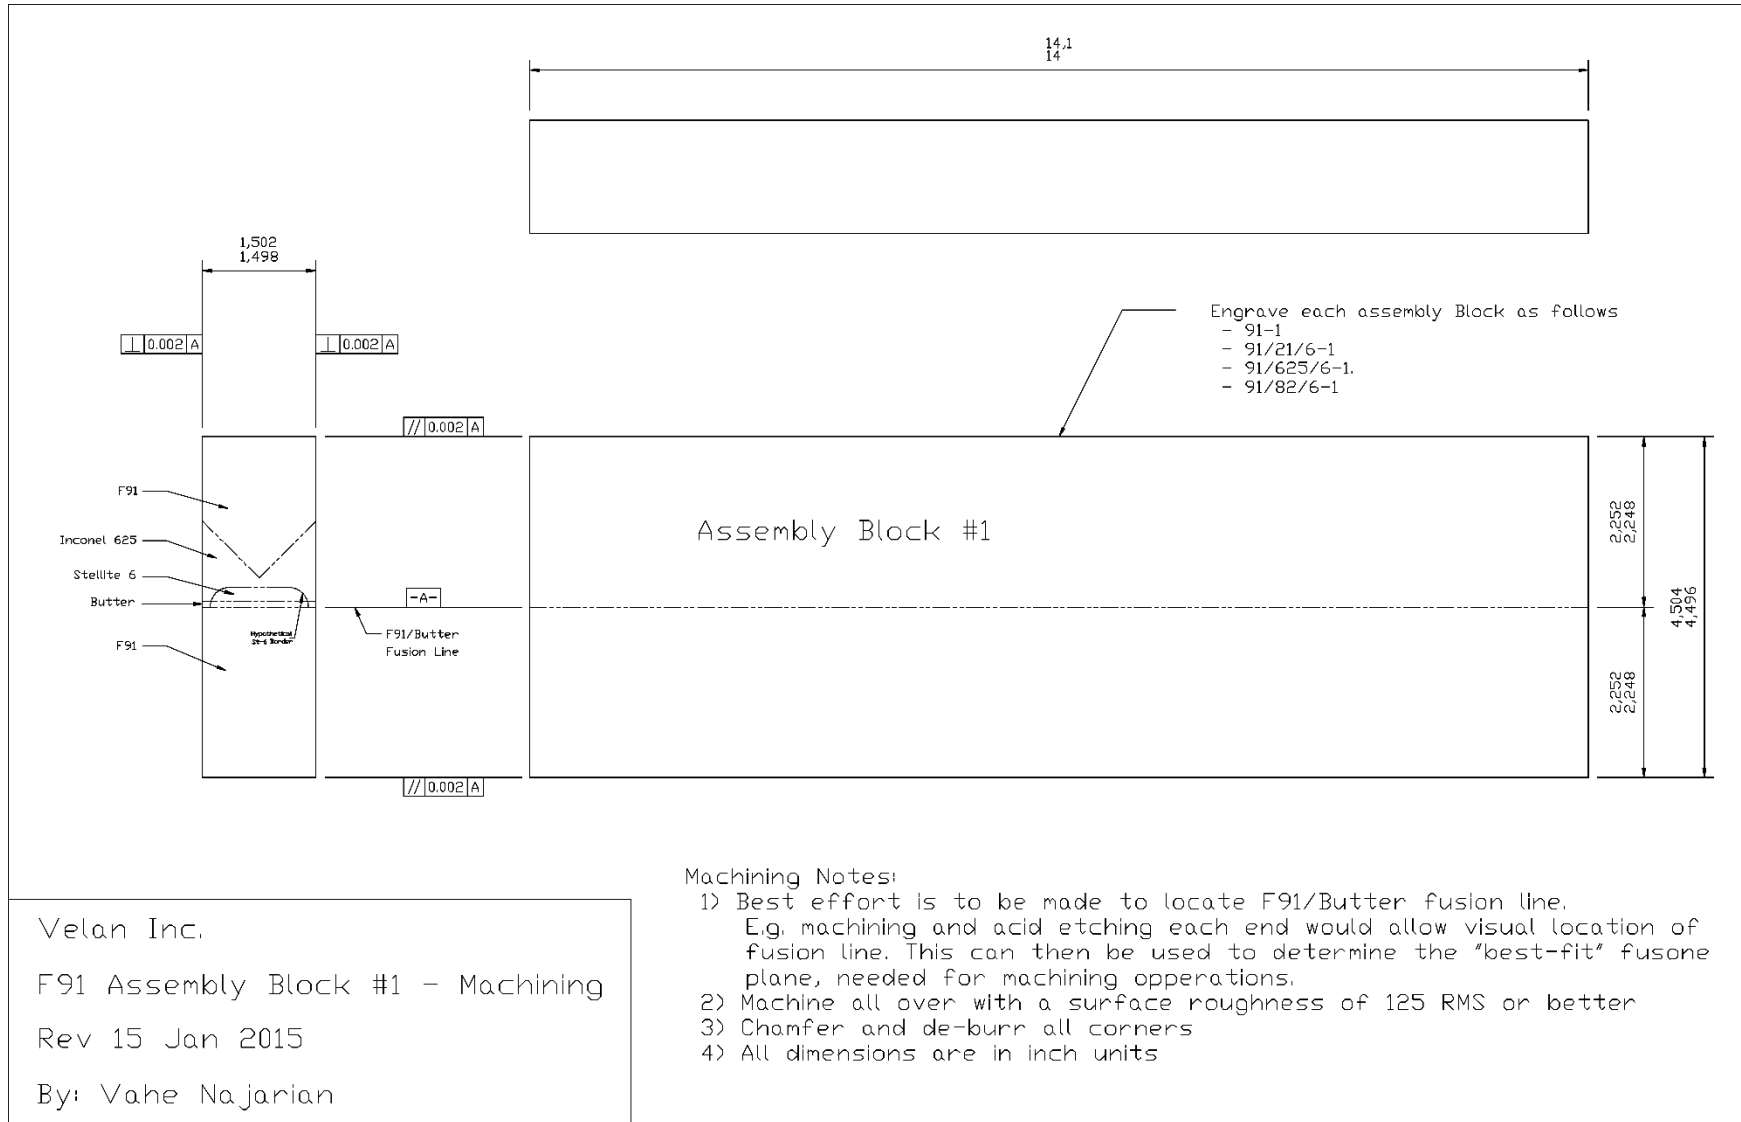 14,1
14
1,502
1,498
⊥ 0.002 A
⊥ 0.002 A
Engrave each assembly Block as follows
- 91-1
- 91/21/6-1
- 91/625/6-1.
- 91/82/6-1
// 0.002 A
F91
Inconel 625
Stellite 6
Butter
F91
Hypothetical
St-6 Border
-A-
F91/Butter
Fusion Line
Assembly Block #1
2,252
2,248
4,504
4,496
2,252
2,248
// 0.002 A
Machining Notes:
1) Best effort is to be made to locate F91/Butter fusion line.
E.g. machining and acid etching each end would allow visual location of
fusion line. This can then be used to determine the "best-fit" fusone
plane, needed for machining opperations.
2) Machine all over with a surface roughness of 125 RMS or better
3) Chamfer and de-burr all corners
4) All dimensions are in inch units
Velan Inc.
F91 Assembly Block #1 - Machining
Rev 15 Jan 2015
By: Vahe Najarian